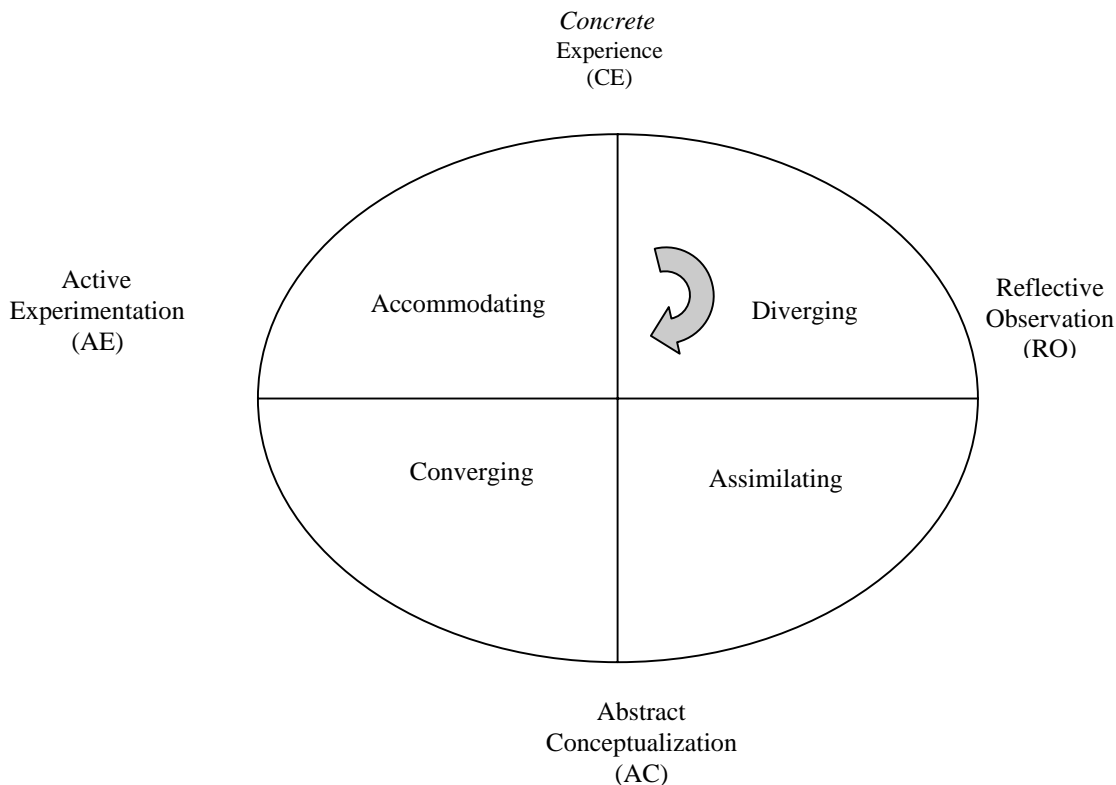 Concrete
Experience
(CE)
Active
Experimentation
(AE)
Accommodating
Diverging
Reflective
Observation
(RO)
Converging
Assimilating
Abstract
Conceptualization
(AC)